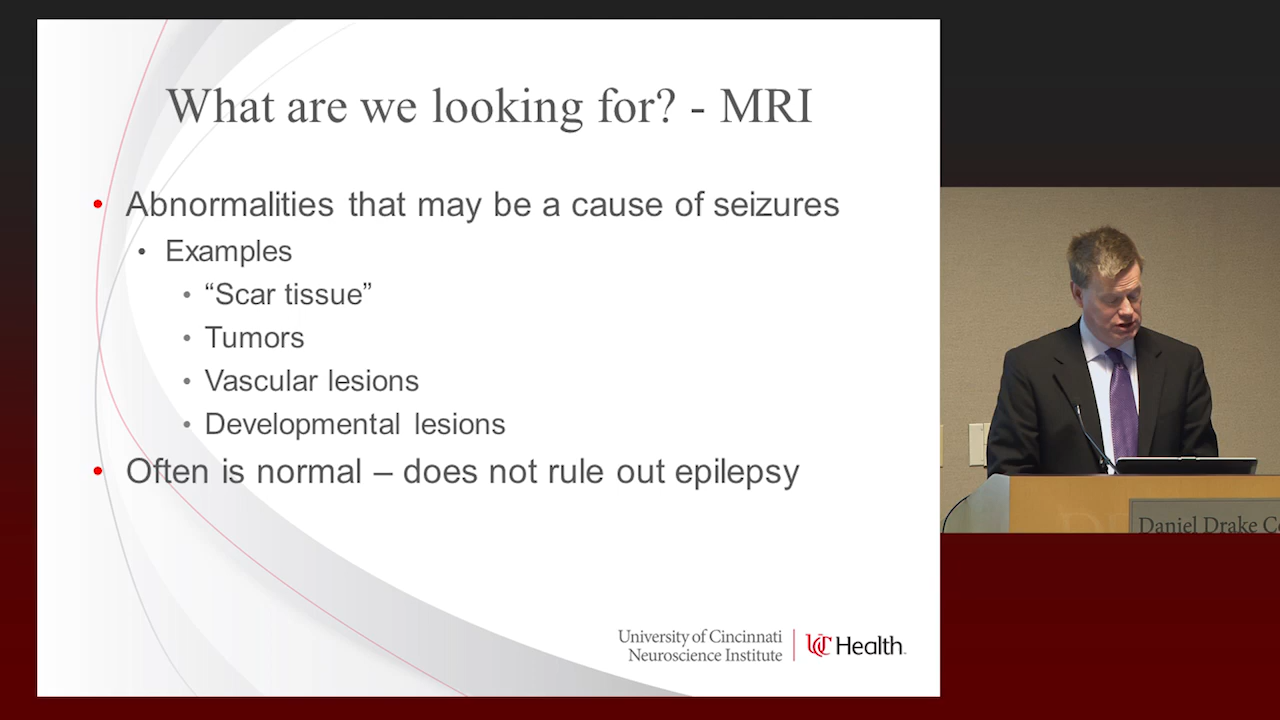 What are we looking for? - MRI
• Abnormalities that may be a cause of seizures
• Examples
• “Scar tissue”
• Tumors
• Vascular lesions
• Developmental lesions
• Often is normal – does not rule out epilepsy
University of Cincinnati
Neuroscience Institute
UC Health
Daniel Drake